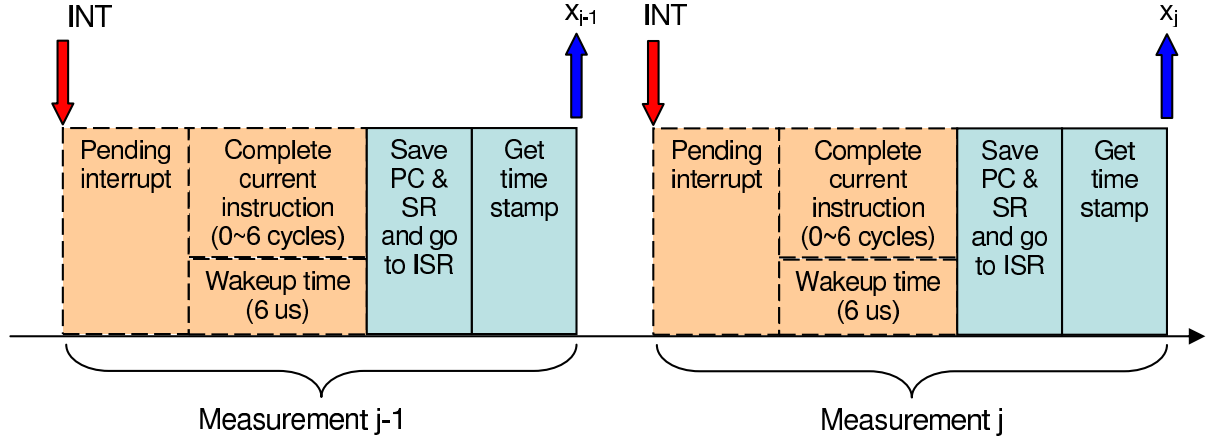 INT
x_{i-1}
INT
x_j
Pending
interrupt
Complete
current
instruction
(0~6 cycles)
Wakeup time
(6 us)
Save
PC &
SR
and go
to ISR
Get
time
stamp
Pending
interrupt
Complete
current
instruction
(0~6 cycles)
Wakeup time
(6 us)
Save
PC &
SR
and go
to ISR
Get
time
stamp
Measurement j-1
Measurement j